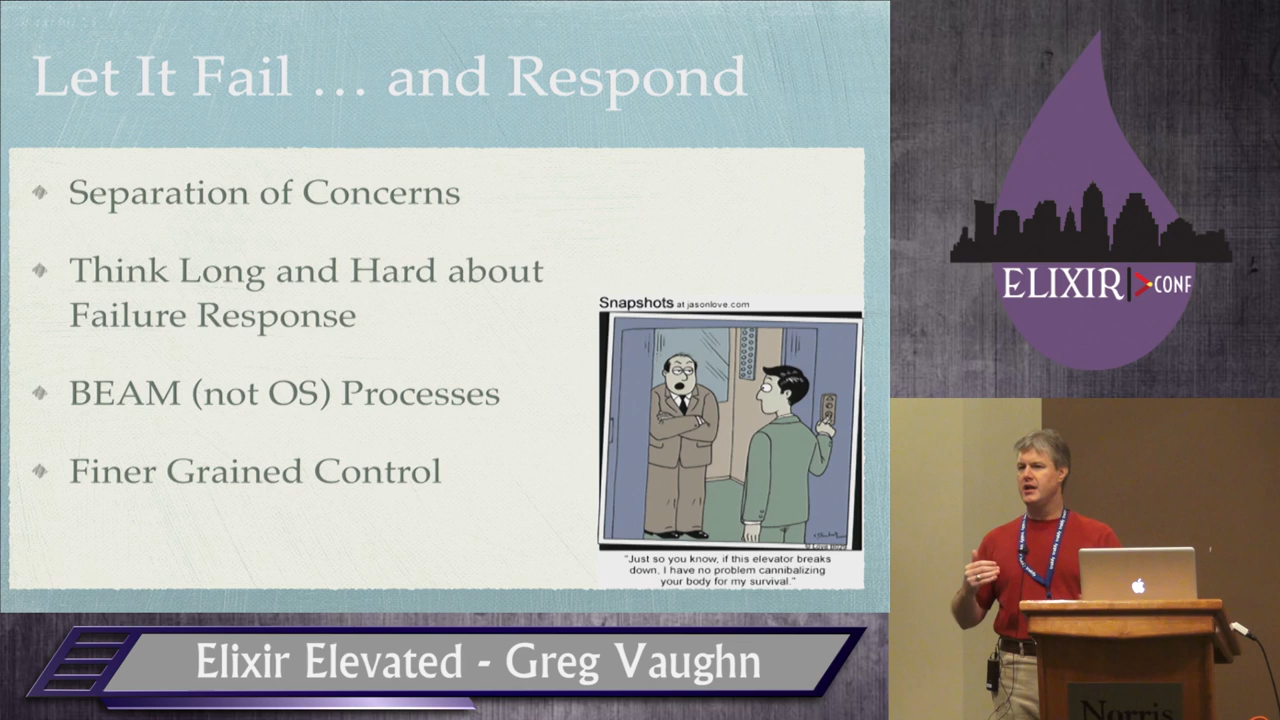 Let It Fail … and Respond
Separation of Concerns
Think Long and Hard about
Failure Response
BEAM (not OS) Processes
Finer Grained Control
Snapshots at jasonlove.com
"Just so you know, if this elevator breaks
down, I have no problem cannibalizing
your body for my survival."
ELIXIR CONF
Norris
Elixir Elevated - Greg Vaughn